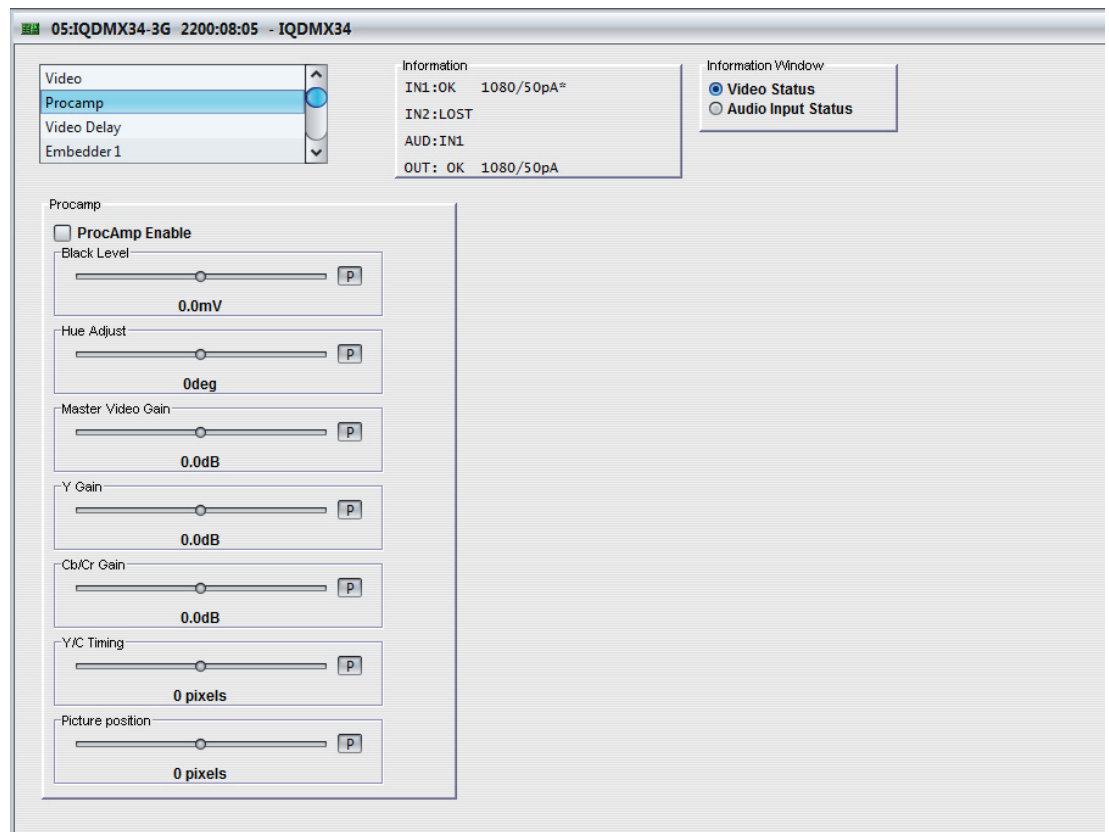 05:IQDMX34-3G 2200:08:05 - IQDMX34
Video
Procamp
Video Delay
Embedder 1
Information
IN1:OK 1080/50pA*
IN2:LOST
AUD:IN1
OUT: OK 1080/50pA
Information Window
Video Status
Audio Input Status
Procamp
ProcAmp Enable
Black Level
P
0.0mV
Hue Adjust
P
0deg
Master Video Gain
P
0.0dB
Y Gain
P
0.0dB
Cb/Cr Gain
P
0.0dB
Y/C Timing
P
0 pixels
Picture position
P
0 pixels